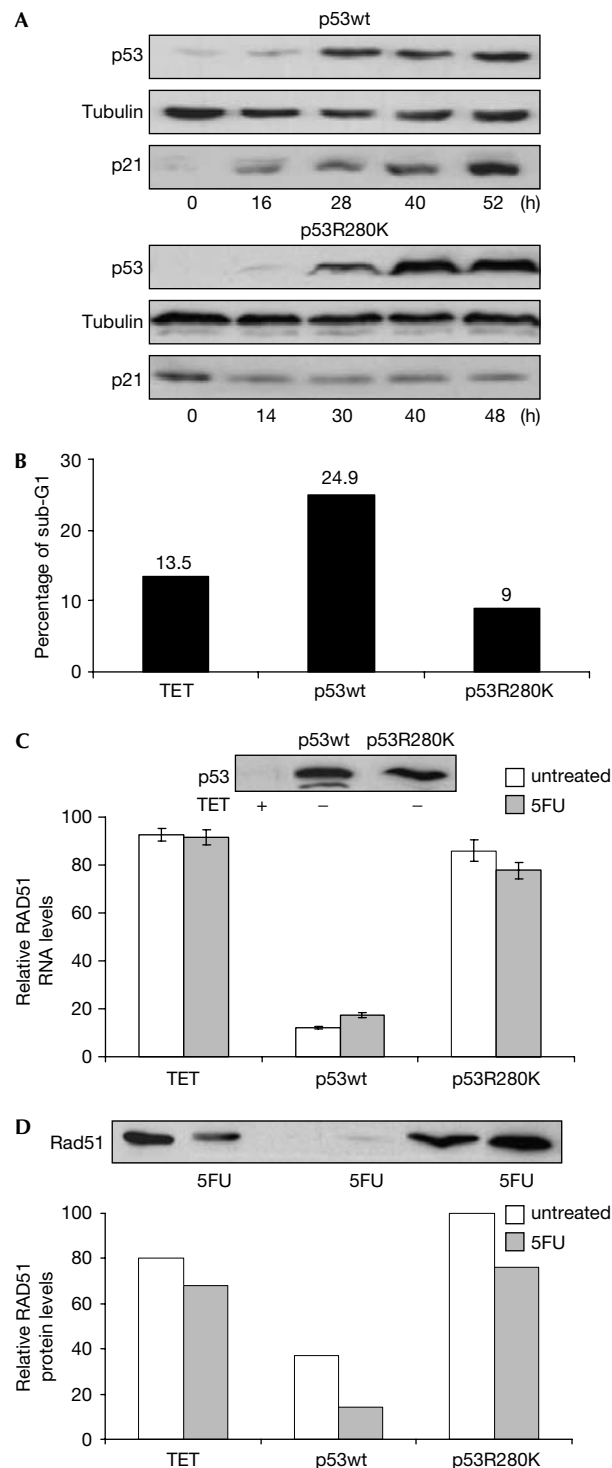 A
p53wt
p53
Tubulin
p21
0 16 28 40 52 (h)
p53R280K
p53
Tubulin
p21
0 14 30 40 48 (h)
B
Percentage of sub-G1
30
20
10
0
13.5
24.9
9
TET p53wt p53R280K
C
p53wt p53R280K
p53
TET + – –
untreated
5FU
Relative RAD51
RNA levels
100
80
60
40
20
0
TET p53wt p53R280K
D
Rad51
5FU 5FU 5FU
untreated
5FU
Relative RAD51
protein levels
100
80
60
40
20
0
TET p53wt p53R280K